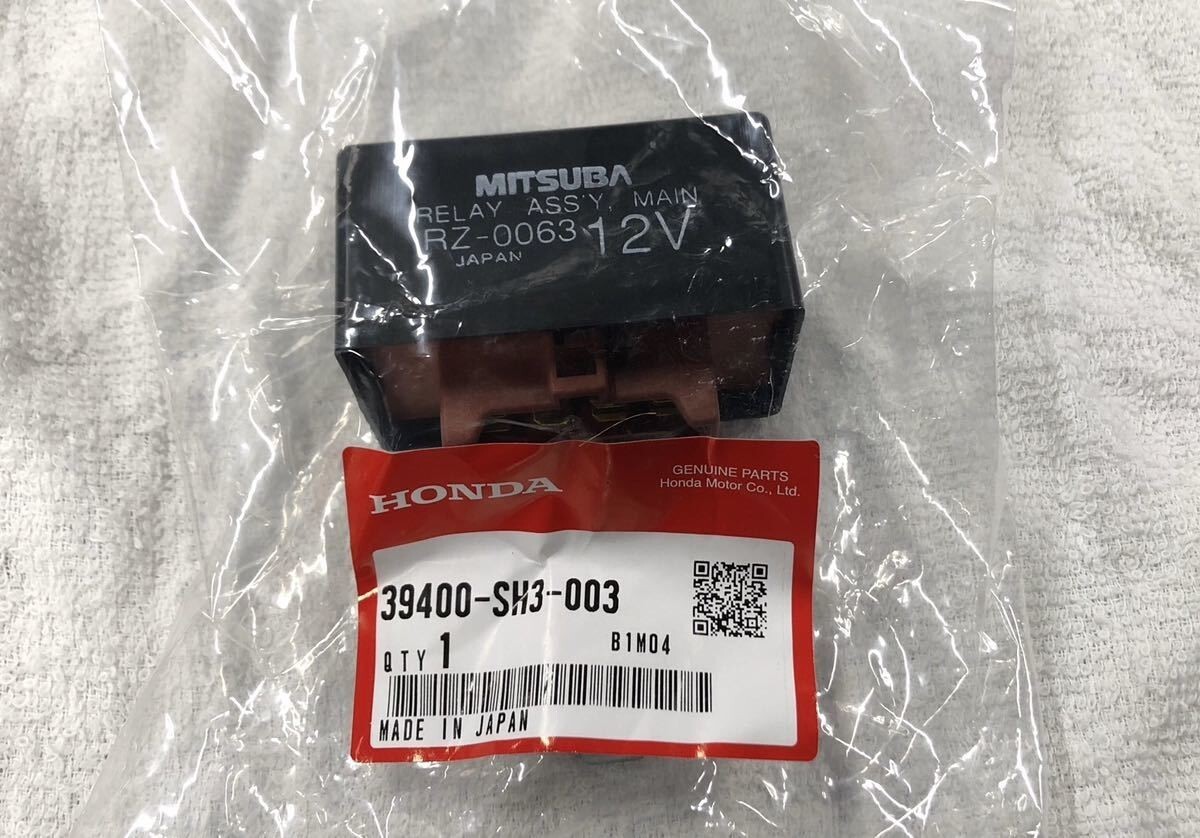 MITSUBA
RELAY ASS'Y, MAIN
RZ-0063 12V
JAPAN
HONDA
GENUINE PARTS
Honda Motor Co., Ltd.
39400-SH3-003
QTY 1 B1M04
MADE IN JAPAN